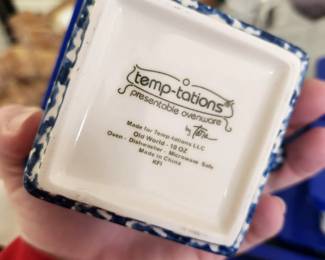 temp-tations®
presentable ovenware
by Tara
Made for Temp-tations LLC
Old World - 10 OZ
Oven - Dishwasher - Microwave Safe
Made in China
KFI